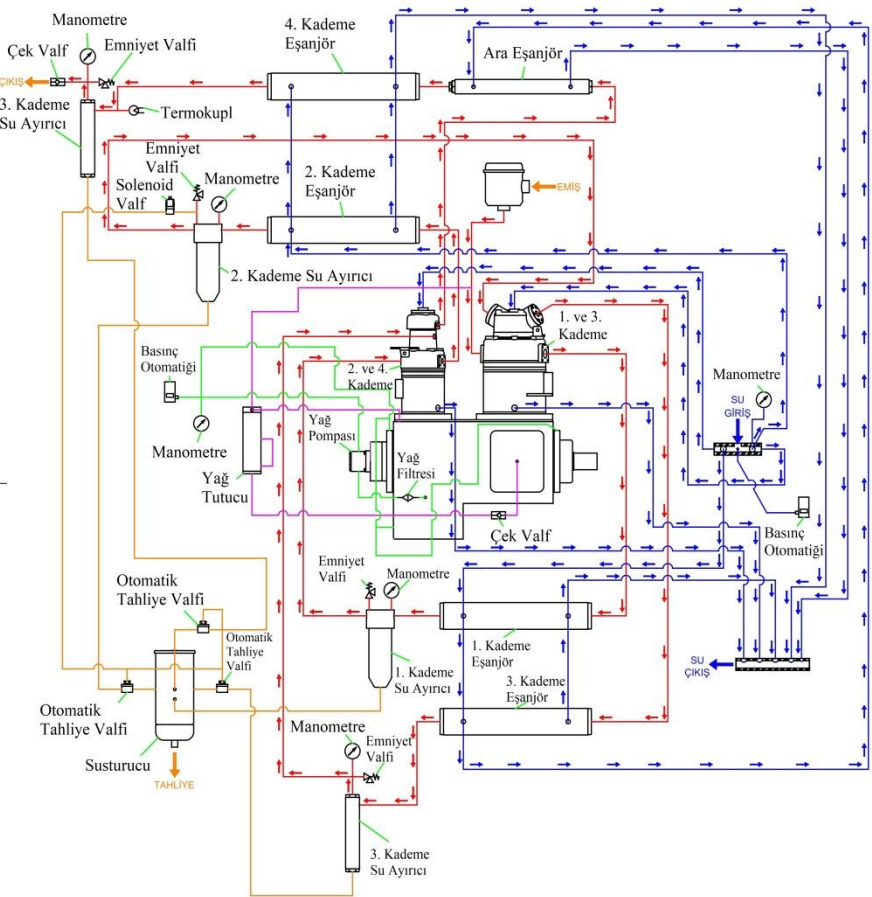 Manometre
Çek Valf
Emniyet Valfi
ÇIKIŞ
3. Kademe
Su Ayırıcı
Termokupl
4. Kademe
Eşanjör
Ara Eşanjör
Emniyet
Valfi
Solenoid
Valf
Manometre
2. Kademe
Eşanjör
EMİŞ
2. Kademe Su Ayırıcı
1. ve 3.
Kademe
2. ve 4.
Kademe
Basınç
Otomatiği
Manometre
Yağ
Tutucu
Yağ
Pompası
Yağ
Filtresi
Çek Valf
Manometre
SU
GİRİŞ
Basınç
Otomatiği
Emniyet
Valfi
Manometre
Otomatik
Tahliye Valfi
Otomatik
Tahliye
Valfi
1. Kademe
Eşanjör
1. Kademe
Su Ayırıcı
3. Kademe
Eşanjör
SU
ÇIKIŞ
Otomatik
Tahliye Valfi
Susturucu
TAHLİYE
Manometre
Emniyet
Valfi
3. Kademe
Su Ayırıcı